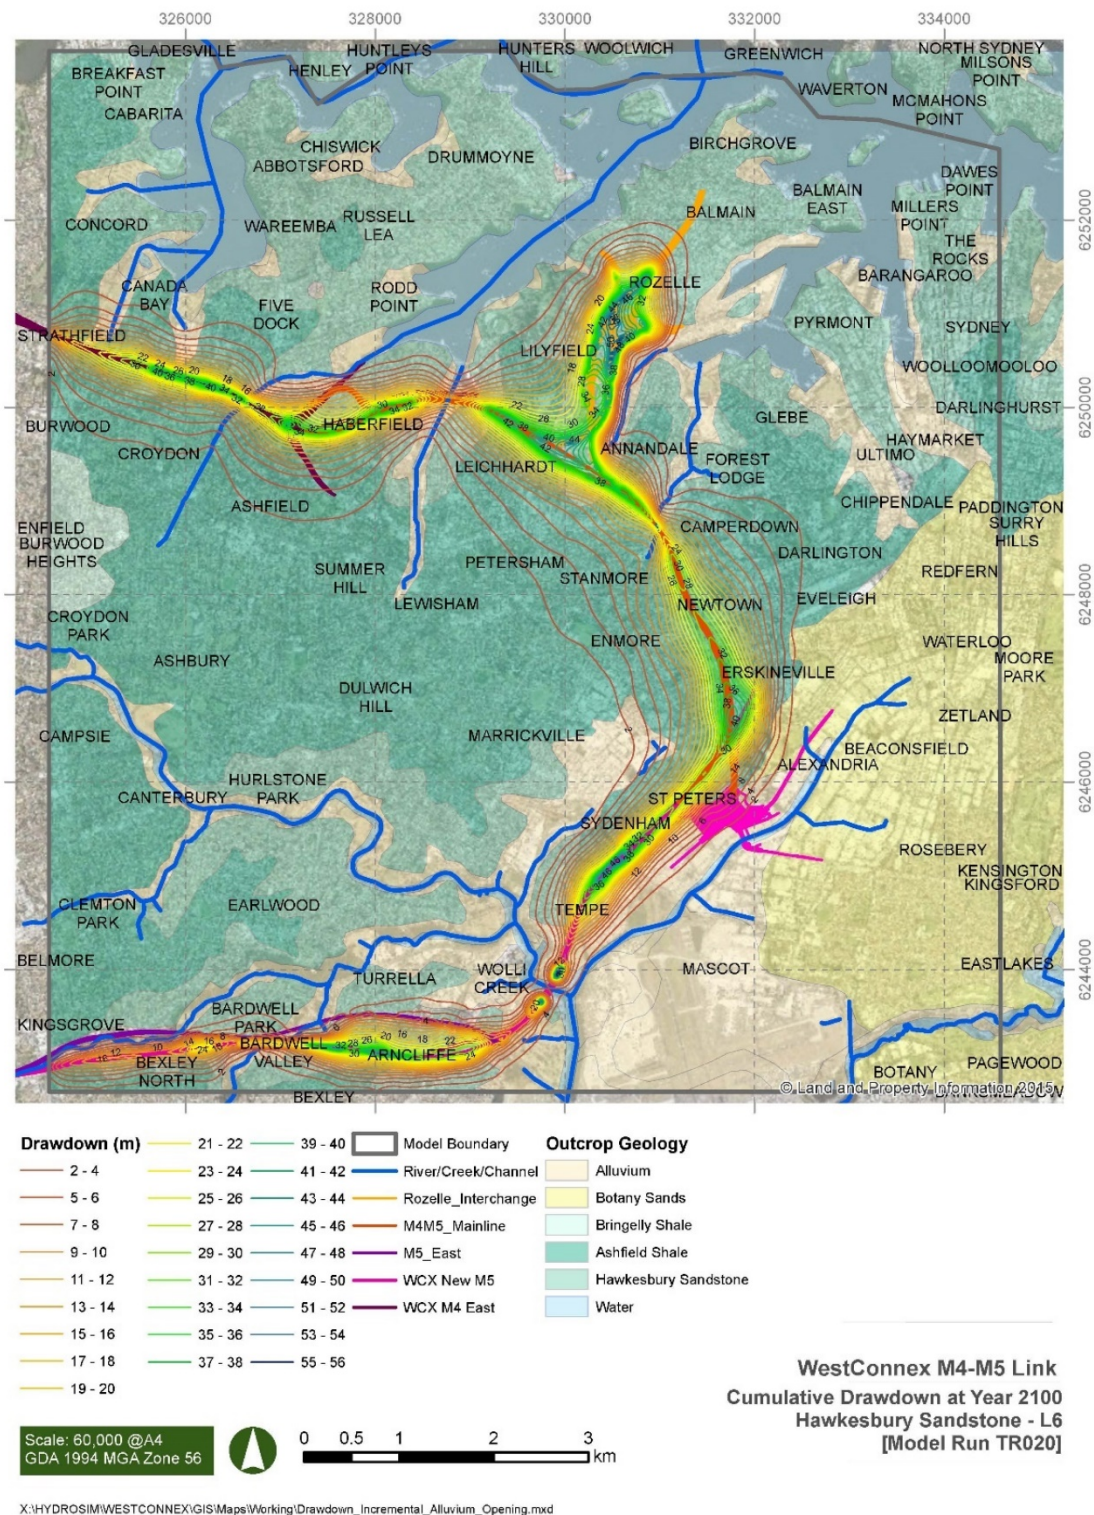 326000 328000 330000 332000 334000
GLADESVILLE
HUNTLEYS
POINT
HUNTERS
HILL
WOOLWICH
GREENWICH
NORTH SYDNEY
MILSONS
POINT
BREAKFAST
POINT
HENLEY
CABARITA
WAVERTON
MCMAHONS
POINT
CHISWICK
ABBOTSFORD
DRUMMOYNE
BIRCHGROVE
DAWES
POINT
BALMAIN
EAST
MILLERS
POINT
6252000
CONCORD
WAREEMBA
RUSSELL
LEA
BALMAIN
THE
ROCKS
BARANGAROO
CANADA
BAY
FIVE
DOCK
RODD
POINT
ROZELLE
STRATHFIELD
PYRMONT
SYDNEY
LILYFIELD
WOOLLOOMOOLOO
6250000
BURWOOD
HABERFIELD
GLEBE
DARLINGHURST
CROYDON
LEICHHARDT
ANNANDALE
FOREST
LODGE
HAYMARKET
ULTIMO
ASHFIELD
CHIPPENDALE
PADDINGTON
SURRY
HILLS
ENFIELD
BURWOOD
HEIGHTS
CAMPERDOWN
DARLINGTON
SUMMER
HILL
PETERSHAM
STANMORE
REDFERN
6248000
LEWISHAM
NEWTOWN
EVELEIGH
CROYDON
PARK
ENMORE
WATERLOO
MOORE
PARK
ASHBURY
ERSKINEVILLE
DULWICH
HILL
ZETLAND
CAMPSIE
MARRICKVILLE
BEACONSFIELD
ALEXANDRIA
6246000
HURLSTONE
PARK
CANTERBURY
ST PETERS
SYDENHAM
ROSEBERY
KENSINGTON
KINGSFORD
CLEMTON
PARK
EARLWOOD
TEMPE
BELMORE
TURRELLA
WOLLI
CREEK
MASCOT
EASTLAKES
6244000
KINGSGROVE
BARDWELL
PARK
BARDWELL
VALLEY
ARNCLIFFE
BEXLEY
NORTH
BEXLEY
BOTANY
PAGEWOOD
© Land and Property Information 2015
Drawdown (m)
2 - 4
5 - 6
7 - 8
9 - 10
11 - 12
13 - 14
15 - 16
17 - 18
19 - 20
21 - 22
23 - 24
25 - 26
27 - 28
29 - 30
31 - 32
33 - 34
35 - 36
37 - 38
39 - 40
41 - 42
43 - 44
45 - 46
47 - 48
49 - 50
51 - 52
53 - 54
55 - 56
Model Boundary
River/Creek/Channel
Rozelle_Interchange
M4M5_Mainline
M5_East
WCX New M5
WCX M4 East
Outcrop Geology
Alluvium
Botany Sands
Bringelly Shale
Ashfield Shale
Hawkesbury Sandstone
Water
WestConnex M4-M5 Link
Cumulative Drawdown at Year 2100
Hawkesbury Sandstone - L6
[Model Run TR020]
Scale: 60,000 @A4
GDA 1994 MGA Zone 56
0 0.5 1 2 3
km
X:\HYDROSIM\WESTCONNEX\GIS\Maps\Working\Drawdown_Incremental_Alluvium_Opening.mxd